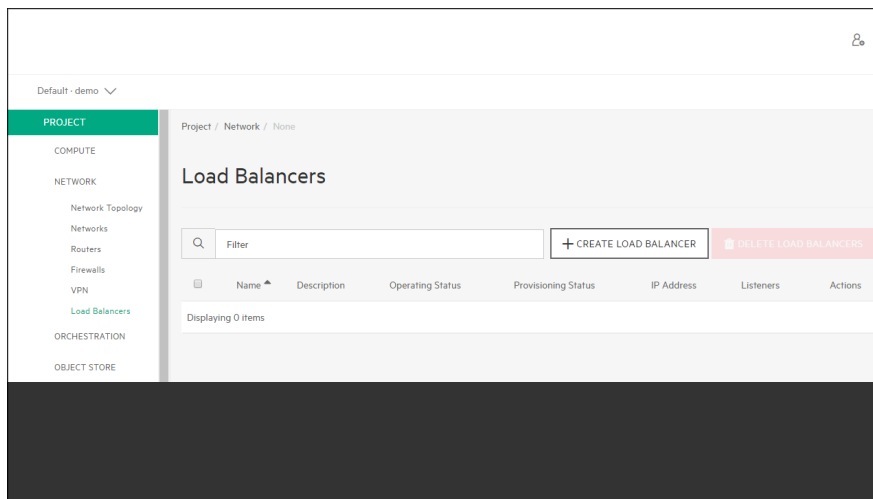 Default - demo
PROJECT
COMPUTE
NETWORK
Network Topology
Networks
Routers
Firewalls
VPN
Load Balancers
ORCHESTRATION
OBJECT STORE
Project / Network / None
Load Balancers
Filter
+ CREATE LOAD BALANCER
DELETE LOAD BALANCERS
Name Description Operating Status Provisioning Status IP Address Listeners Actions
Displaying 0 items